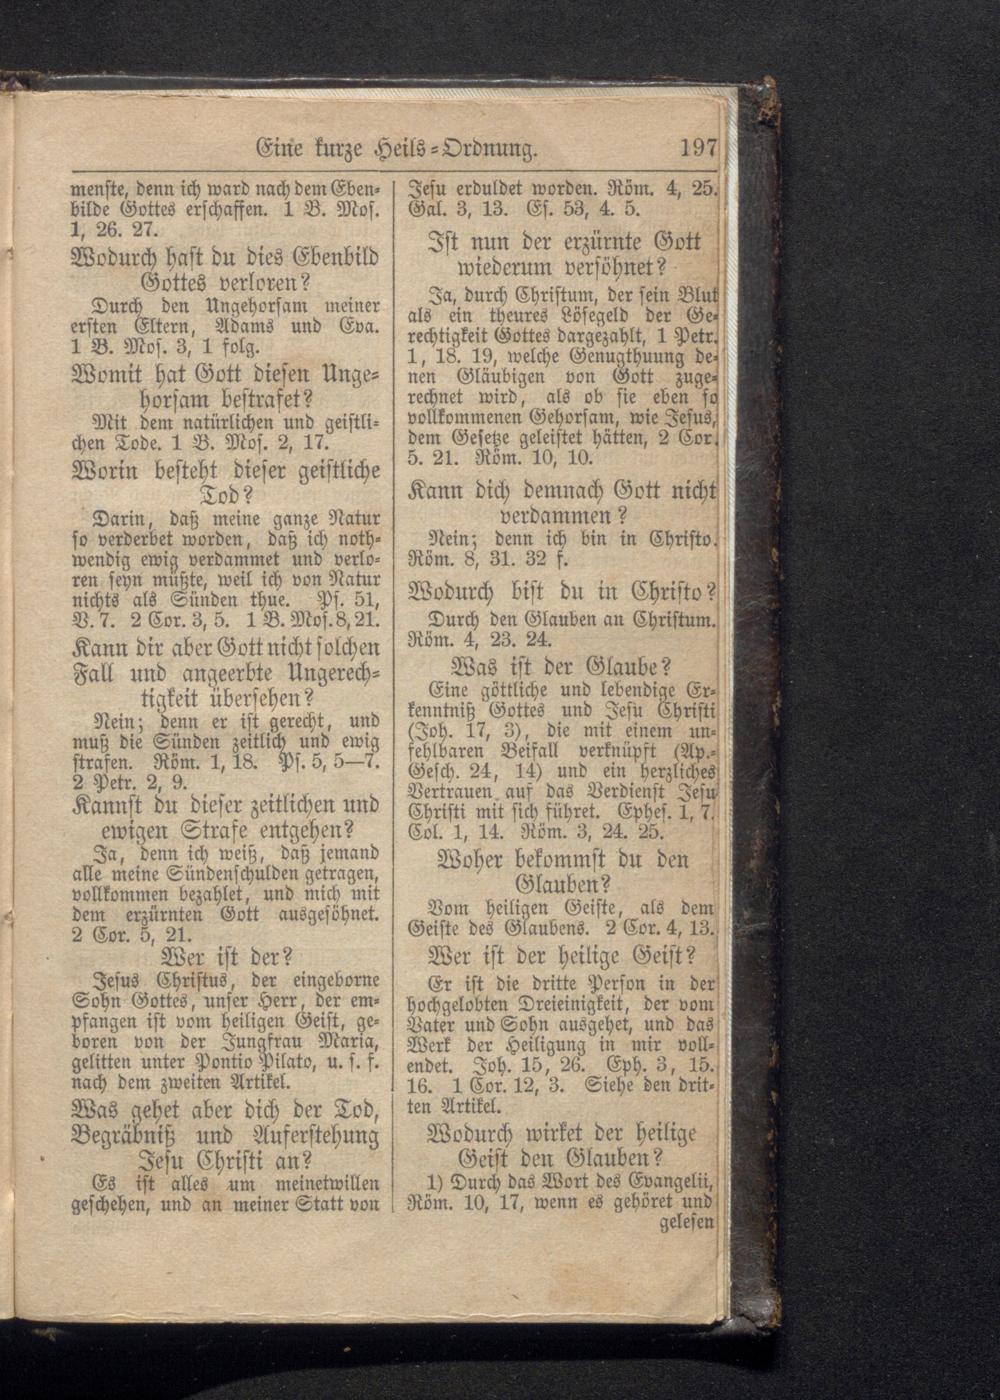 Eine kurze Heils-Ordnung. 197
menste, denn ich ward nach dem Eben-
bilde Gottes erschaffen. 1 B. Mos.
1, 26. 27.
Wodurch hast du dies Ebenbild
Gottes verloren?
Durch den Ungehorsam meiner
ersten Eltern, Adams und Eva.
1 B. Mos. 3, 1 folg.
Womit hat Gott diesen Unge-
horsam bestrafet?
Mit dem natürlichen und geistli-
chen Tode. 1 B. Mos. 2, 17.
Worin besteht dieser geistliche
Tod?
Darin, daß meine ganze Natur
so verderbet worden, daß ich noth-
wendig ewig verdammet und verlo-
ren seyn müßte, weil ich von Natur
nichts als Sünden thue. Ps. 51,
V. 7. 2 Cor. 3, 5. 1 B. Mos. 8, 21.
Kann dir aber Gott nicht solchen
Fall und angeerbte Ungerech-
tigkeit übersehen?
Nein; denn er ist gerecht, und
muß die Sünden zeitlich und ewig
strafen. Röm. 1, 18. Ps. 5, 5—7.
2 Petr. 2, 9.
Kannst du dieser zeitlichen und
ewigen Strafe entgehen?
Ja, denn ich weiß, daß jemand
alle meine Sündenschulden getragen,
vollkommen bezahlet, und mich mit
dem erzürnten Gott ausgesöhnet.
2 Cor. 5, 21.
Wer ist der?
Jesus Christus, der eingeborne
Sohn Gottes, unser Herr, der em-
pfangen ist vom heiligen Geist, ge-
boren von der Jungfrau Maria,
gelitten unter Pontio Pilato, u. s. f.
nach dem zweiten Artikel.
Was gehet aber dich der Tod,
Begräbniß und Auferstehung
Jesu Christi an?
Es ist alles um meinetwillen
geschehen, und an meiner Statt von
Jesu erduldet worden. Röm. 4, 25.
Gal. 3, 13. Es. 53, 4. 5.
Ist nun der erzürnte Gott
wiederum versöhnet?
Ja, durch Christum, der sein Blut
als ein theures Lösegeld der Ge-
rechtigkeit Gottes dargezahlt, 1 Petr.
1, 18. 19, welche Genugthuung de-
nen Gläubigen von Gott zuge-
rechnet wird, als ob sie eben so
vollkommenen Gehorsam, wie Jesus,
dem Gesetze geleistet hätten, 2 Cor.
5. 21. Röm. 10, 10.
Kann dich demnach Gott nicht
verdammen?
Nein; denn ich bin in Christo.
Röm. 8, 31. 32 f.
Wodurch bist du in Christo?
Durch den Glauben an Christum.
Röm. 4, 23. 24.
Was ist der Glaube?
Eine göttliche und lebendige Er-
kenntniß Gottes und Jesu Christi
(Joh. 17, 3), die mit einem un-
fehlbaren Beifall verknüpft (Ap.-
Gesch. 24, 14) und ein herzliches
Vertrauen auf das Verdienst Jesu
Christi mit sich führet. Ephes. 1, 7.
Col. 1, 14. Röm. 3, 24. 25.
Woher bekommst du den
Glauben?
Vom heiligen Geiste, als dem
Geiste des Glaubens. 2 Cor. 4, 13.
Wer ist der heilige Geist?
Er ist die dritte Person in der
hochgelobten Dreieinigkeit, der vom
Vater und Sohn ausgehet, und das
Werk der Heiligung in mir voll-
endet. Joh. 15, 26. Eph. 3, 15.
16. 1 Cor. 12, 3. Siehe den drit-
ten Artikel.
Wodurch wirket der heilige
Geist den Glauben?
1) Durch das Wort des Evangelii,
Röm. 10, 17, wenn es gehöret und
gelesen